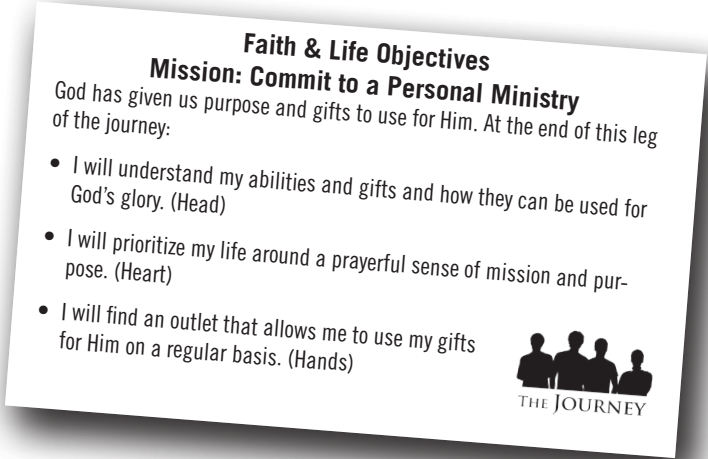 Faith & Life Objectives
Mission: Commit to a Personal Ministry
God has given us purpose and gifts to use for Him. At the end of this leg
of the journey:
• I will understand my abilities and gifts and how they can be used for
God's glory. (Head)
• I will prioritize my life around a prayerful sense of mission and pur-
pose. (Heart)
• I will find an outlet that allows me to use my gifts
for Him on a regular basis. (Hands)
THE JOURNEY